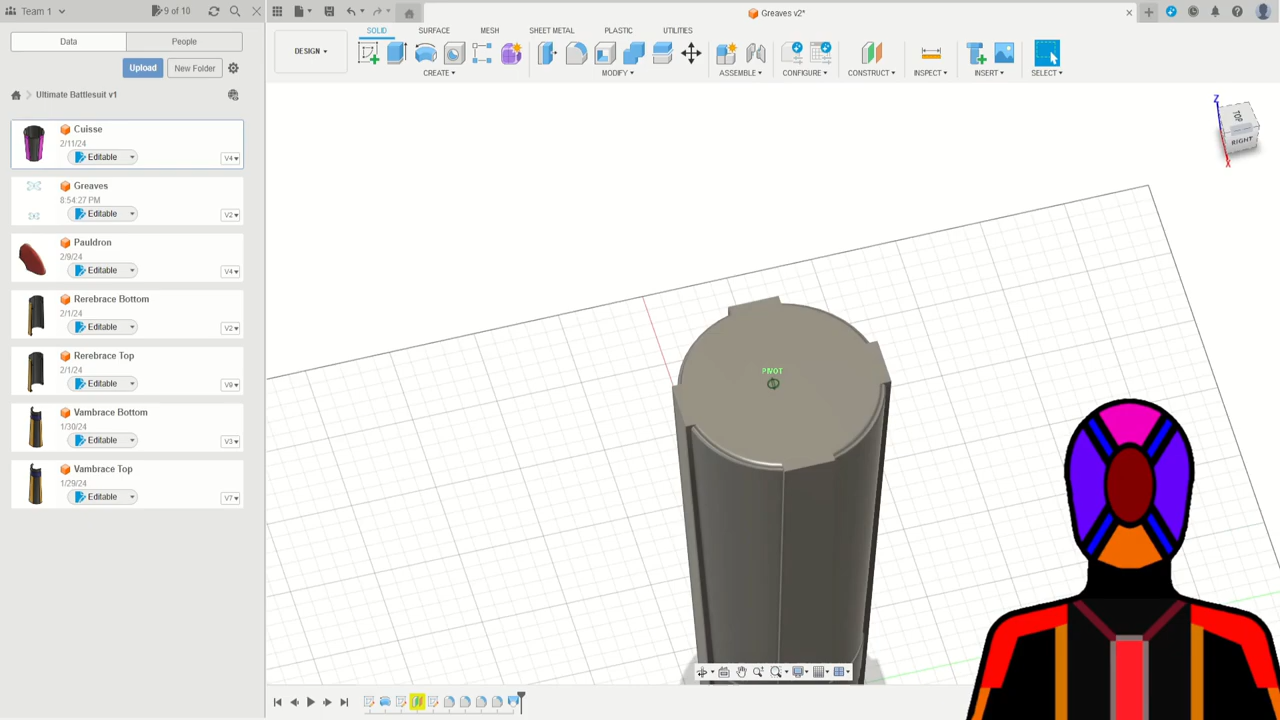 Team 1
9 of 10
Greaves v2*
Data
People
Upload
New Folder
Ultimate Battlesuit v1
Cuisse
2/11/24
Editable
V4
Greaves
8:54:27 PM
Editable
V2
Pauldron
2/9/24
Editable
V4
Rerebrace Bottom
2/1/24
Editable
V2
Rerebrace Top
2/1/24
Editable
V9
Vambrace Bottom
1/30/24
Editable
V3
Vambrace Top
1/29/24
Editable
V7
DESIGN
SOLID
SURFACE
MESH
SHEET METAL
PLASTIC
UTILITIES
CREATE
MODIFY
ASSEMBLE
CONFIGURE
CONSTRUCT
INSPECT
INSERT
SELECT
Z
TOP
RIGHT
X
PIVOT